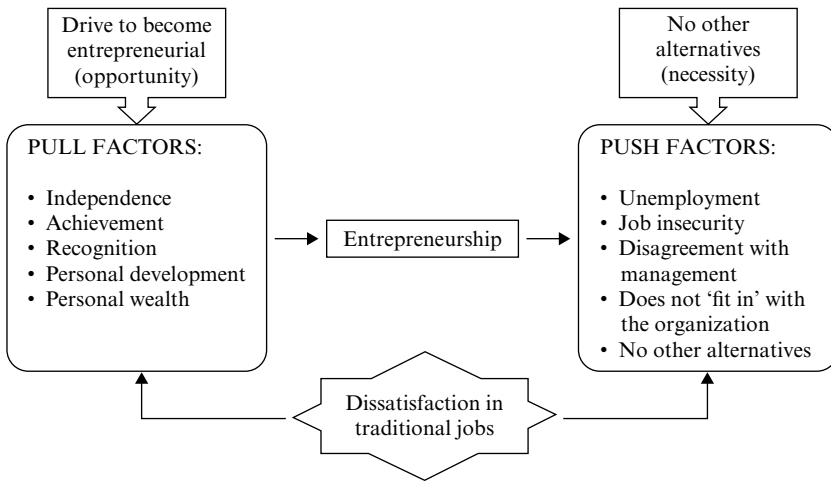 Drive to become
entrepreneurial
(opportunity)
No other
alternatives
(necessity)
PULL FACTORS:
• Independence
• Achievement
• Recognition
• Personal development
• Personal wealth
Entrepreneurship
PUSH FACTORS:
• Unemployment
• Job insecurity
• Disagreement with
management
• Does not ‘fit in’ with
the organization
• No other alternatives
Dissatisfaction in
traditional jobs